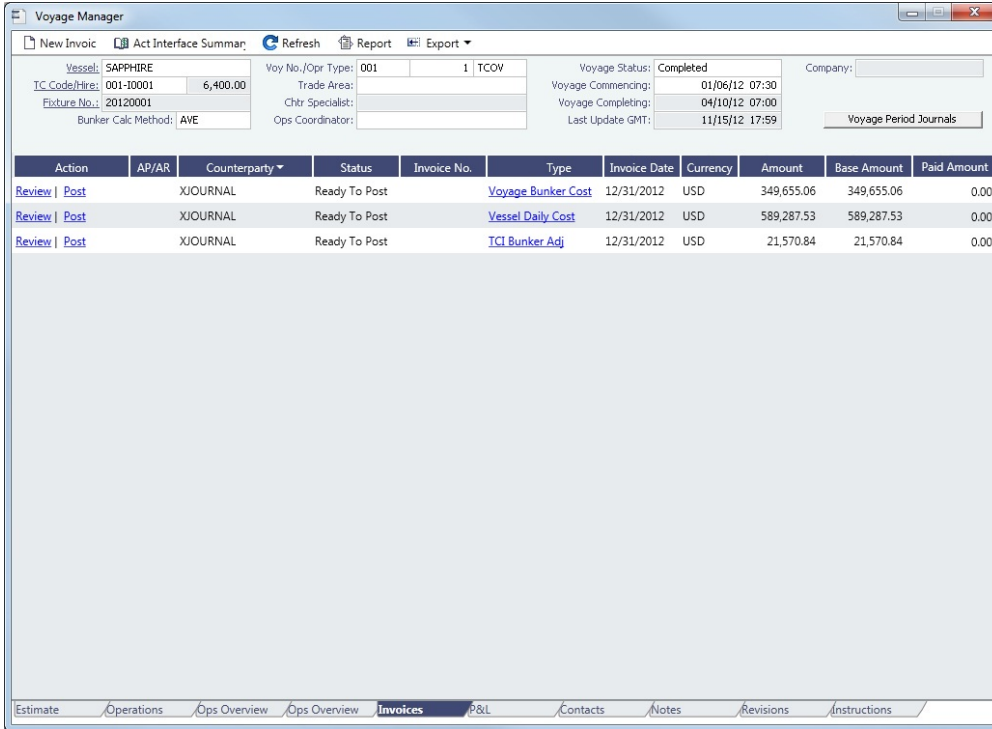 Voyage Manager
New Invoic Act Interface Summar Refresh Report Export
Vessel: SAPPHIRE Voy No./Opr Type: 001 1 TCOV Voyage Status: Completed Company:
TC Code/Hire: 001-I0001 6,400.00 Trade Area: Voyage Commencing: 01/06/12 07:30
Fixture No.: 20120001 Chtr Specialist: Voyage Completing: 04/10/12 07:00
Bunker Calc Method: AVE Ops Coordinator: Last Update GMT: 11/15/12 17:59 Voyage Period Journals
Action AP/AR Counterparty Status Invoice No. Type Invoice Date Currency Amount Base Amount Paid Amount
Review | Post XJOURNAL Ready To Post Voyage Bunker Cost 12/31/2012 USD 349,655.06 349,655.06 0.00
Review | Post XJOURNAL Ready To Post Vessel Daily Cost 12/31/2012 USD 589,287.53 589,287.53 0.00
Review | Post XJOURNAL Ready To Post TCI Bunker Adj 12/31/2012 USD 21,570.84 21,570.84 0.00
Estimate Operations Ops Overview Ops Overview Invoices P&L Contacts Notes Revisions Instructions